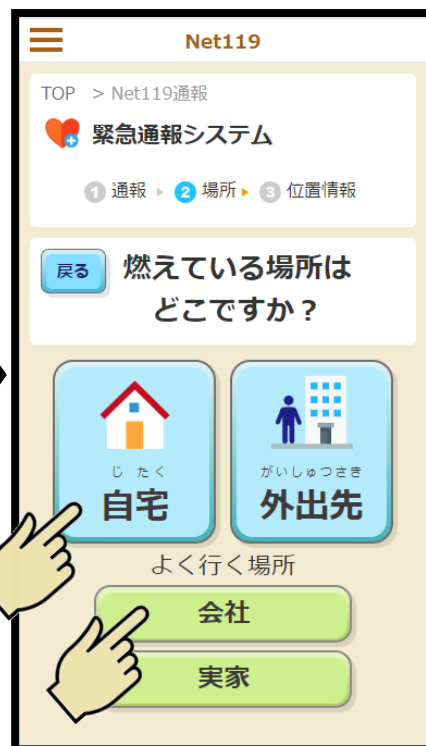 Net119
TOP > Net119通報
緊急通報システム
1 通報 ▶ 2 場所 ▶ 3 位置情報
戻る
燃えている場所は
どこですか？
じたく
自宅
がいしゅつさき
外出先
よく行く場所
会社
実家